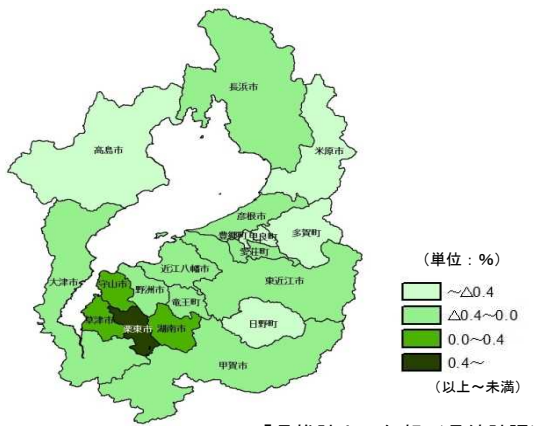 長浜市
高島市
米原市
彦根市
多賀町
豊郷町
甲良町
愛荘町
近江八幡市
東近江市
大津市
守山市
野洲市
竜王町
草津市
栗東市
湖南市
日野町
甲賀市
（単位：％）
～△0.4
△0.4～0.0
0.0～0.4
0.4～
（以上～未満）